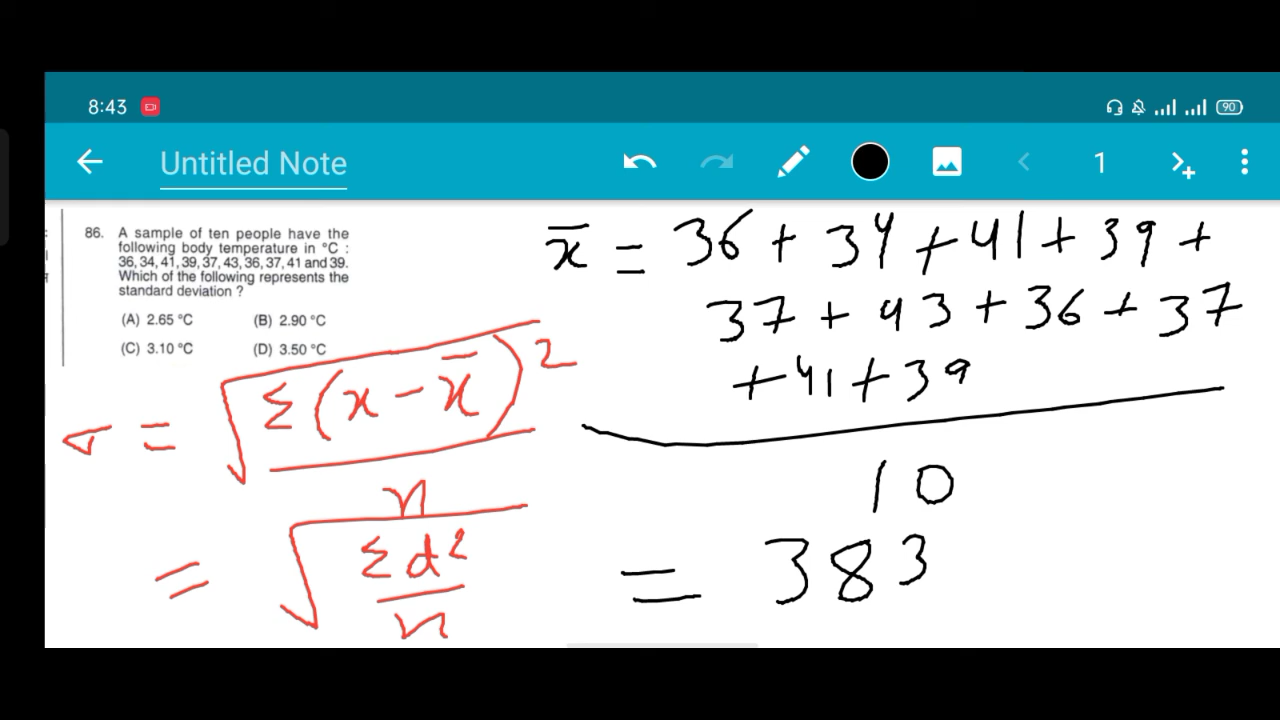 8:43
90
Untitled Note
1
86. A sample of ten people have the
following body temperature in °C :
36, 34, 41, 39, 37, 43, 36, 37, 41 and 39.
Which of the following represents the
standard deviation ?
(A) 2.65 °C (B) 2.90 °C
(C) 3.10 °C (D) 3.50 °C
x̄ = 36 + 34 + 41 + 39 +
37 + 43 + 36 + 37
+ 41 + 39
10
= 383
σ = √ Σ(x - x̄)²
n
= √ Σd²
n